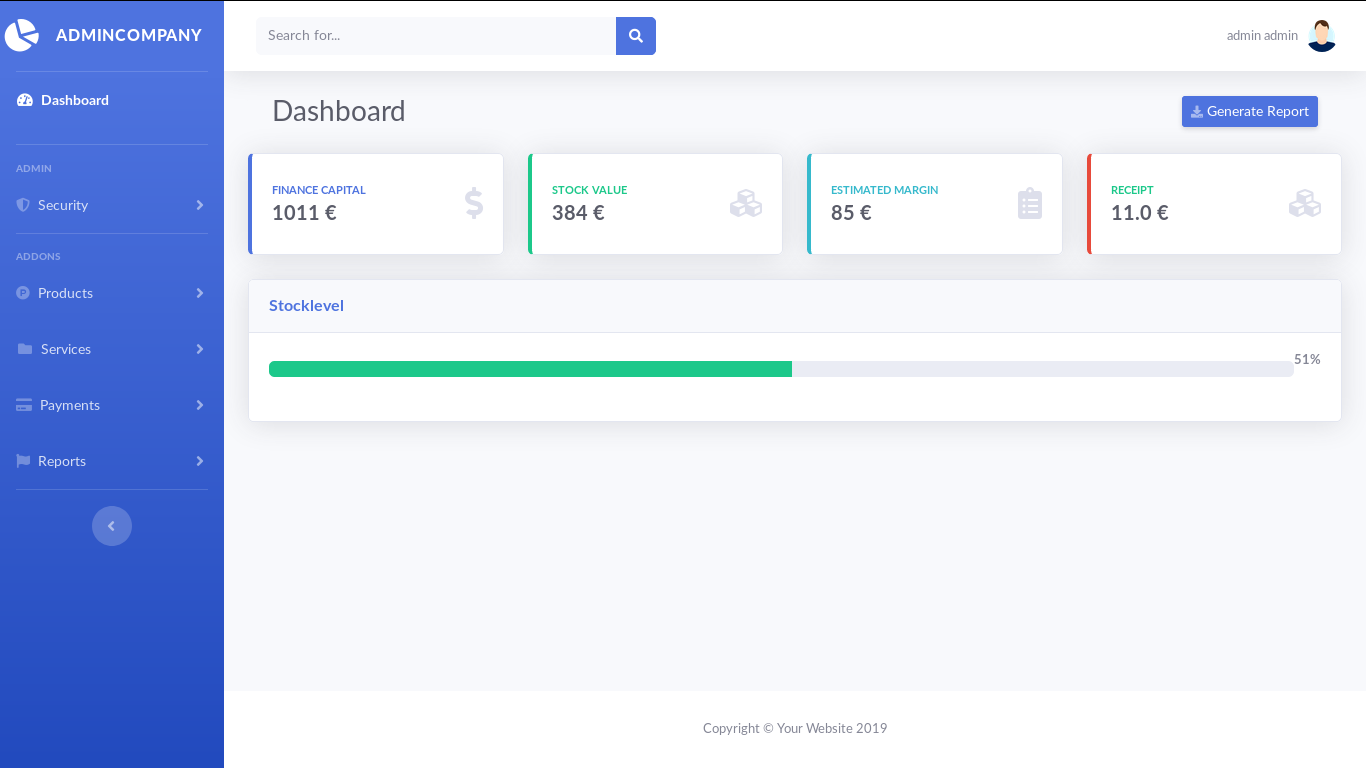 ADMINCOMPANY
Dashboard
ADMIN
Security
ADDONS
Products
Services
Payments
Reports
Search for...
admin admin
Dashboard
Generate Report
FINANCE CAPITAL
1011 €
STOCK VALUE
384 €
ESTIMATED MARGIN
85 €
RECEIPT
11.0 €
Stocklevel
51%
Copyright © Your Website 2019